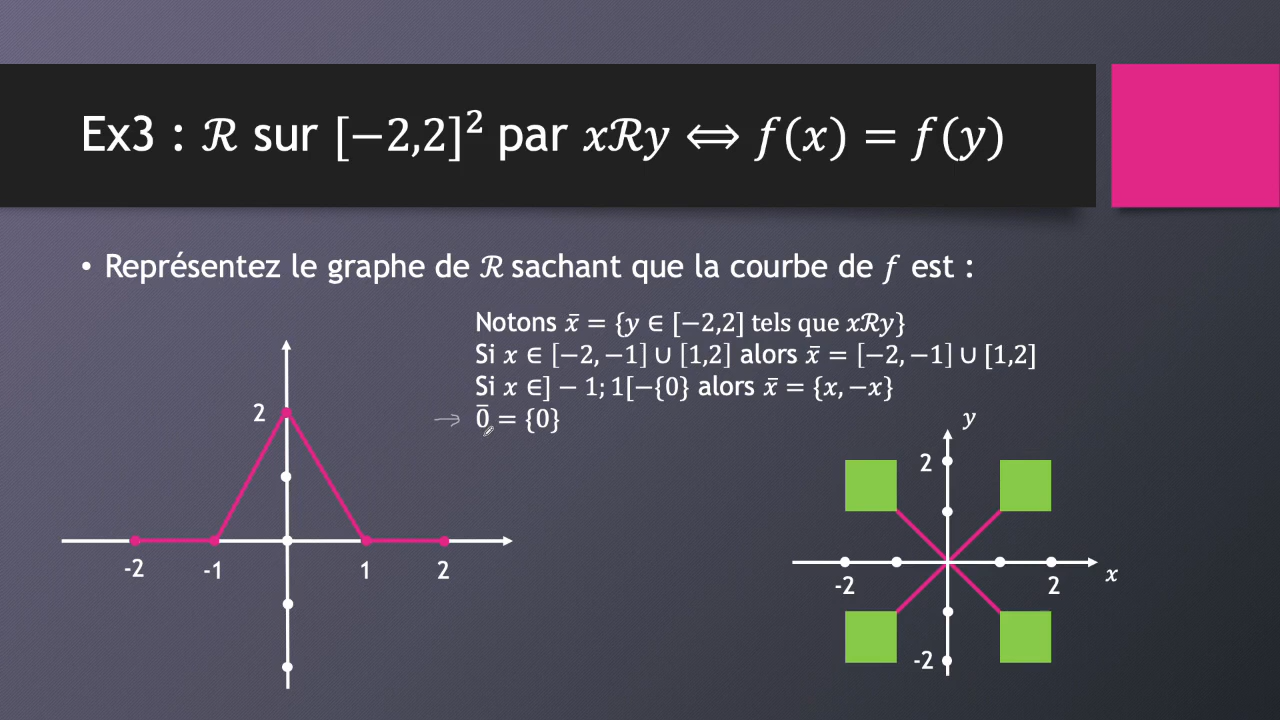 Ex3 : ℛ sur [−2,2]² par xℛy ⟺ f(x) = f(y)
• Représentez le graphe de ℛ sachant que la courbe de f est :
Notons x̄ = {y ∈ [−2,2] tels que xℛy}
Si x ∈ [−2, −1] ∪ [1,2] alors x̄ = [−2, −1] ∪ [1,2]
Si x ∈] − 1; 1[−{0} alors x̄ = {x, −x}
0̄ = {0}
2
-2
-1
1
2
y
2
-2
2
x
-2